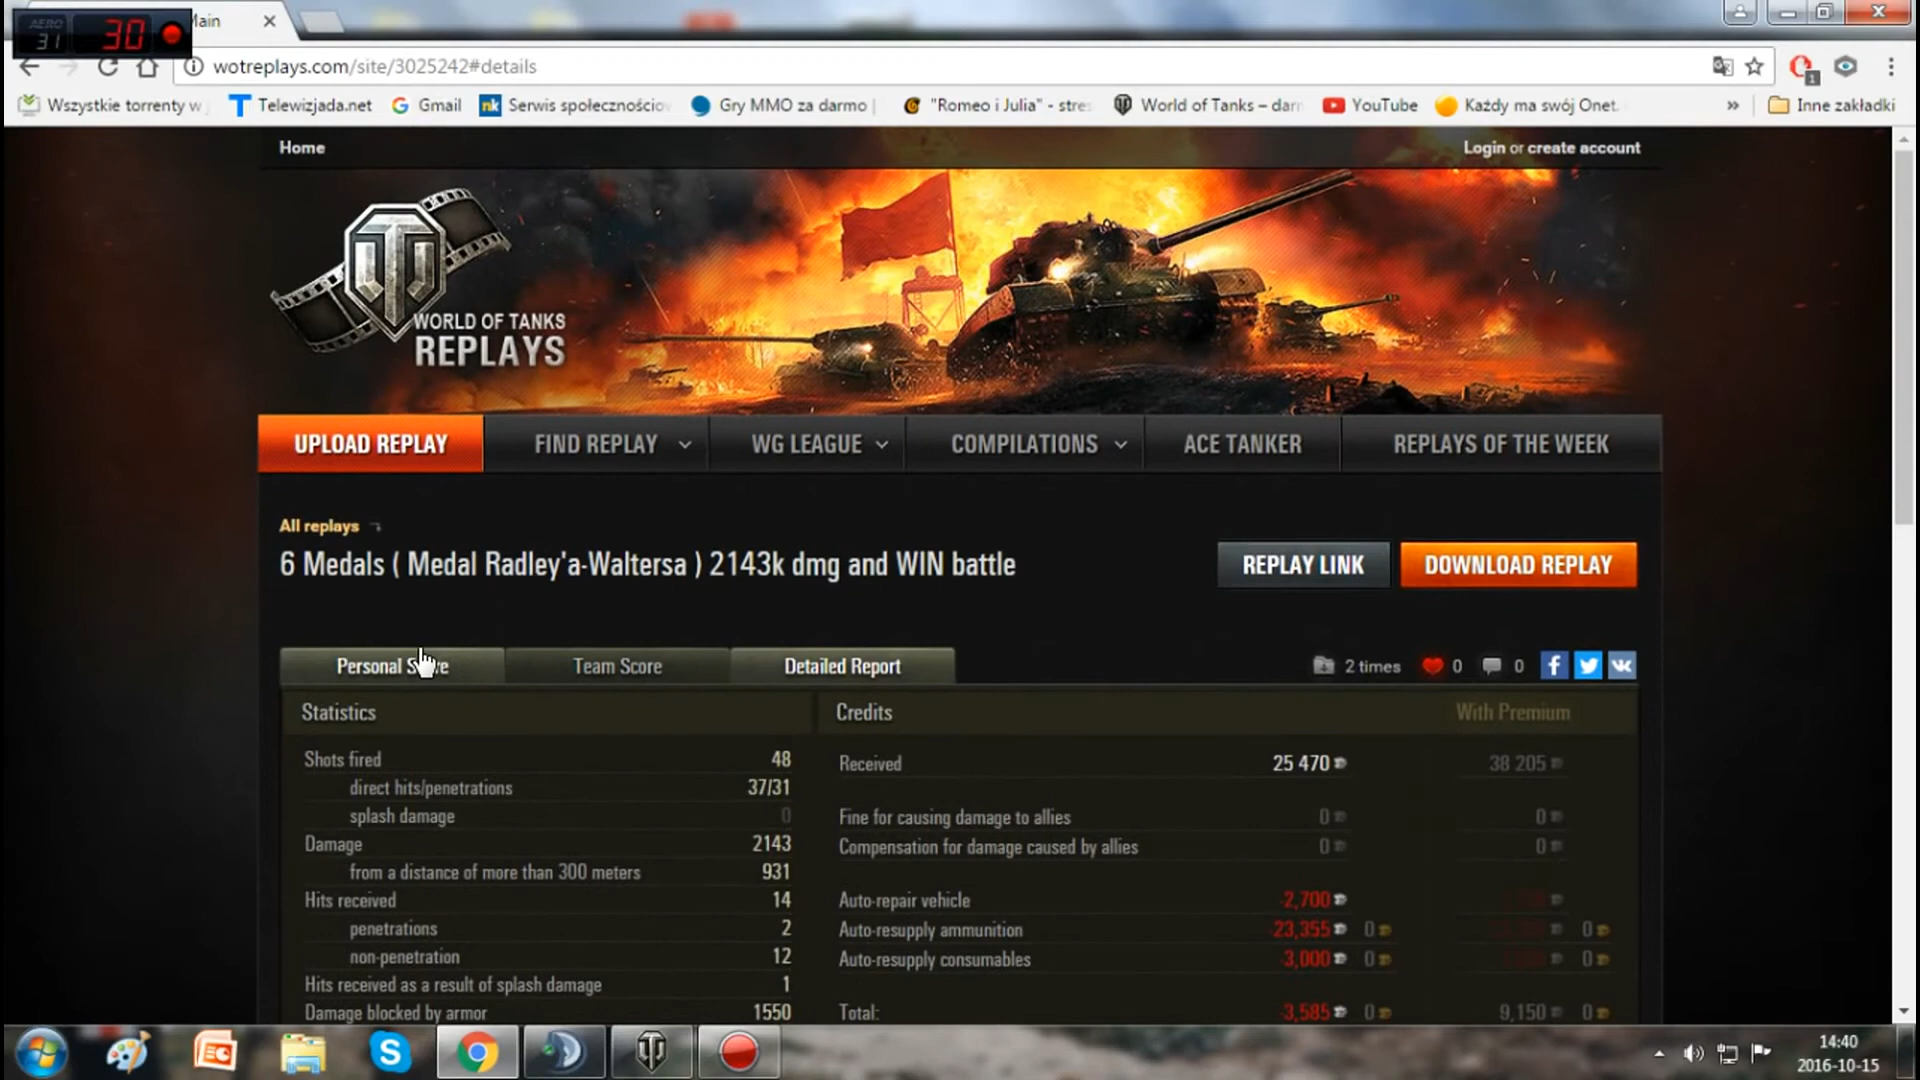 AERO
31 30
Main
wotreplays.com/site/3025242#details
1
Wszystkie torrenty w
Telewizjada.net
Gmail
nk Serwis społecznościo
Gry MMO za darmo |
"Romeo i Julia" - stre
World of Tanks – dar
YouTube
Każdy ma swój Onet.
»
Inne zakładki
Home
Login or create account
WORLD OF TANKS
REPLAYS
UPLOAD REPLAY
FIND REPLAY
WG LEAGUE
COMPILATIONS
ACE TANKER
REPLAYS OF THE WEEK
All replays
6 Medals ( Medal Radley'a-Waltersa ) 2143k dmg and WIN battle
REPLAY LINK
DOWNLOAD REPLAY
Personal S re
Team Score
Detailed Report
2 times
0
0
Statistics
Shots fired 48
direct hits/penetrations 37/31
splash damage 0
Damage 2143
from a distance of more than 300 meters 931
Hits received 14
penetrations 2
non-penetration 12
Hits received as a result of splash damage 1
Damage blocked by armor 1550
Credits With Premium
Received 25 470 38 205
Fine for causing damage to allies 0 0
Compensation for damage caused by allies 0 0
Auto-repair vehicle -2,700
Auto-resupply ammunition -23,355 0 0
Auto-resupply consumables -3,000 0 0
Total: -3,585 0 9,150 0
14:40
2016-10-15